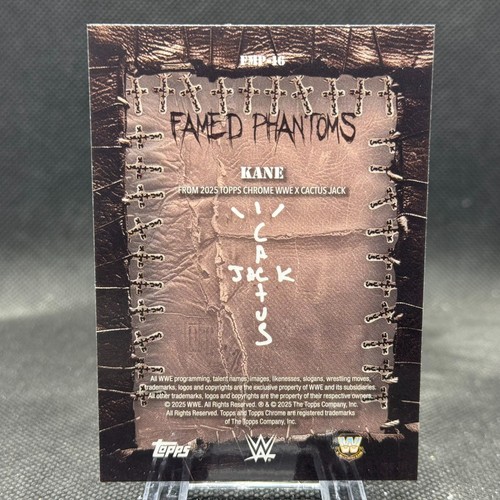 FMP-16
FAMED PHANTOMS
KANE
FROM 2025 TOPPS CHROME WWE X CACTUS JACK
CACTUS
JACK
All WWE programming, talent names, images, likenesses, slogans, wrestling moves,
trademarks, logos and copyrights are the exclusive property of WWE and its subsidiaries.
All other trademarks, logos and copyrights are the property of their respective owners.
© 2025 WWE. All Rights Reserved. ® & © 2025 The Topps Company, Inc.
All Rights Reserved. Topps and Topps Chrome are registered trademarks
of The Topps Company, Inc.
topps
W
W